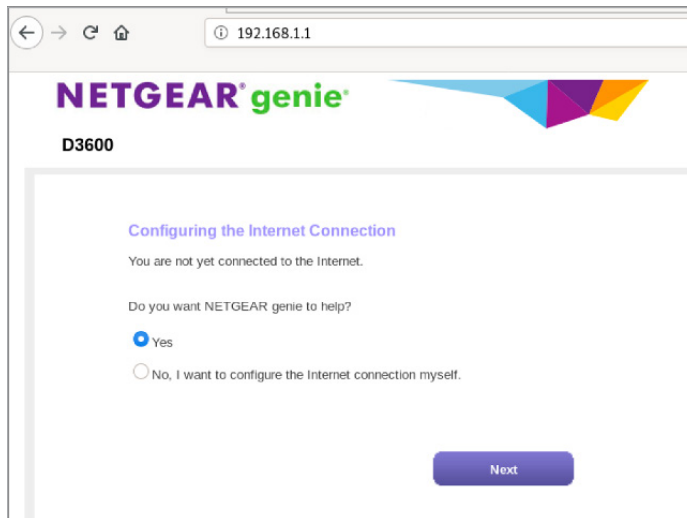 192.168.1.1
NETGEAR® genie®
D3600
Configuring the Internet Connection
You are not yet connected to the Internet.
Do you want NETGEAR genie to help?
Yes
No, I want to configure the Internet connection myself.
Next